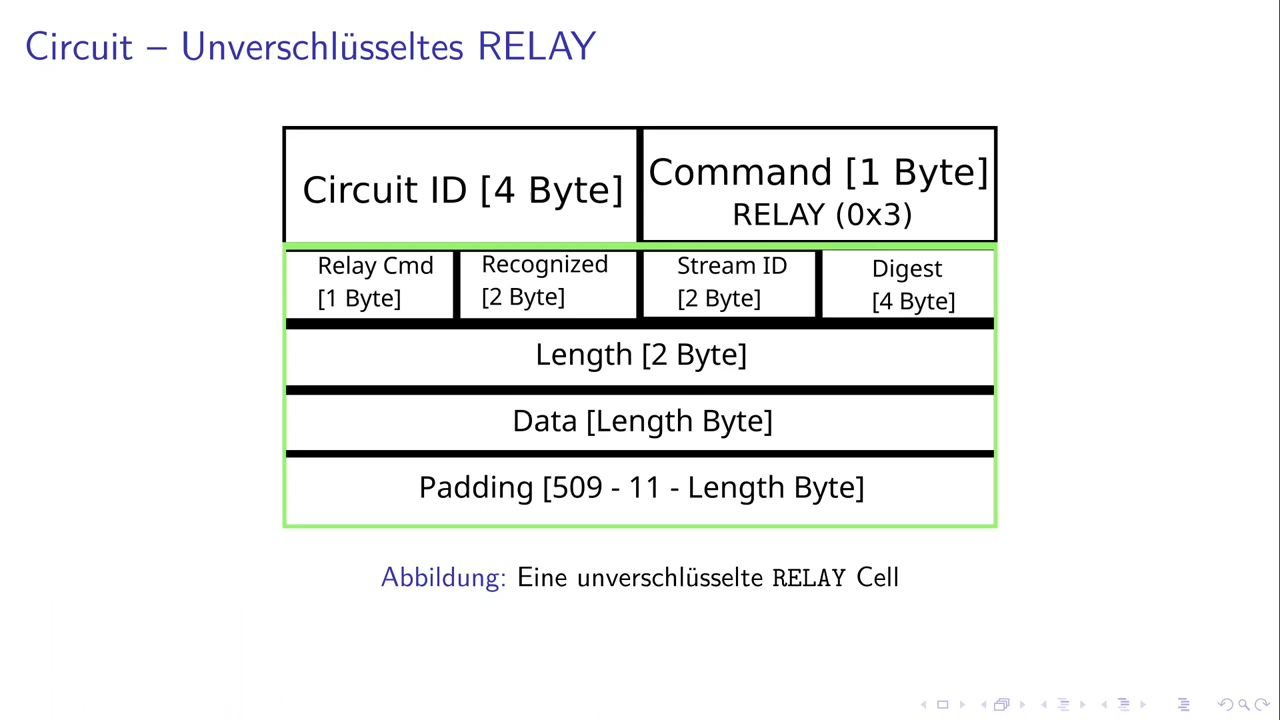 Circuit – Unverschlüsseltes RELAY
Circuit ID [4 Byte]
Command [1 Byte]
RELAY (0x3)
Relay Cmd
[1 Byte]
Recognized
[2 Byte]
Stream ID
[2 Byte]
Digest
[4 Byte]
Length [2 Byte]
Data [Length Byte]
Padding [509 - 11 - Length Byte]
Abbildung: Eine unverschlüsselte RELAY Cell